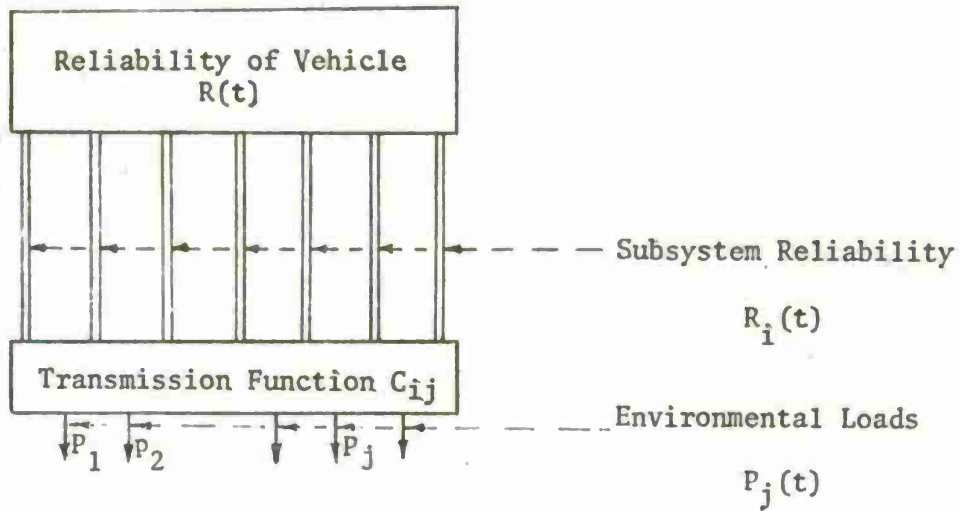 Reliability of Vehicle
R(t)
Subsystem Reliability
R_i(t)
Transmission Function C_ij
Environmental Loads
P_1 P_2 P_j
P_j(t)